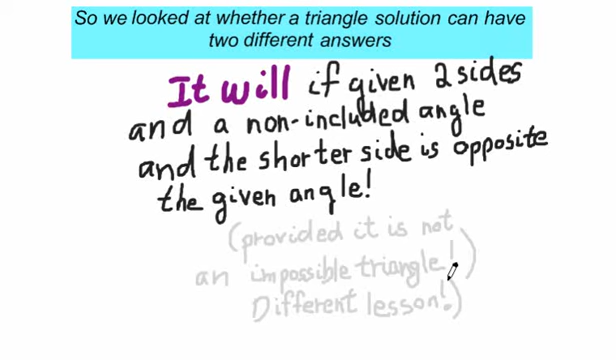 So we looked at whether a triangle solution can have
two different answers
It will if given 2 sides
and a non-included angle
and the shorter side is opposite
the given angle!
(provided it is not
an impossible triangle!
Different lesson!)